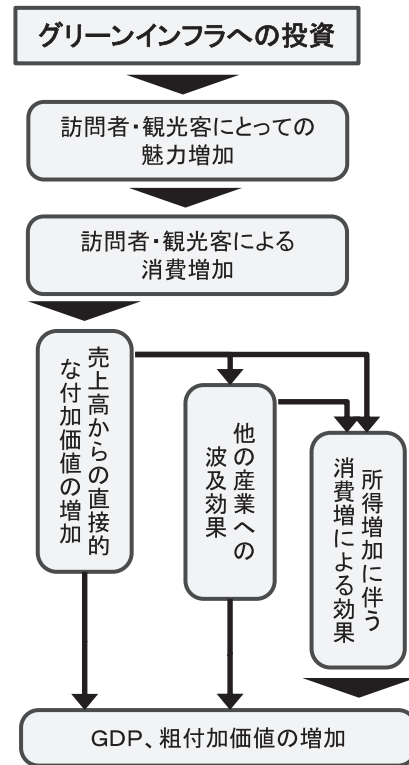 グリーンインフラへの投資
訪問者・観光客にとっての
魅力増加
訪問者・観光客による
消費増加
売上高からの直接的
な付加価値の増加
他の産業への
波及効果
所得増加に伴う
消費増による効果
GDP、粗付加価値の増加